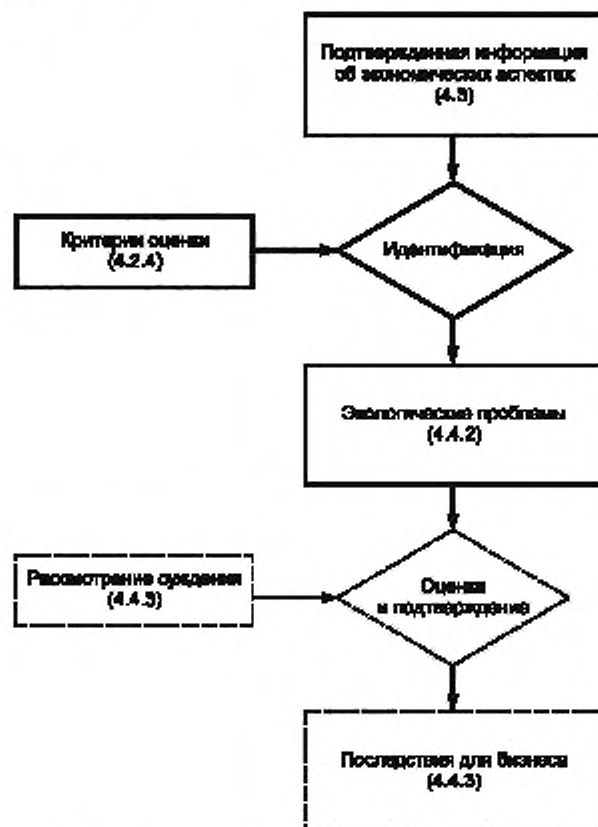 Подтвержденная информация
об экономических аспектах
(4.3)
Критерии оценки
(4.2.4)
Идентификация
Экологические проблемы
(4.4.2)
Рассмотрение суждения
(4.4.3)
Оценка
и подтверждение
Последствия для бизнеса
(4.4.3)